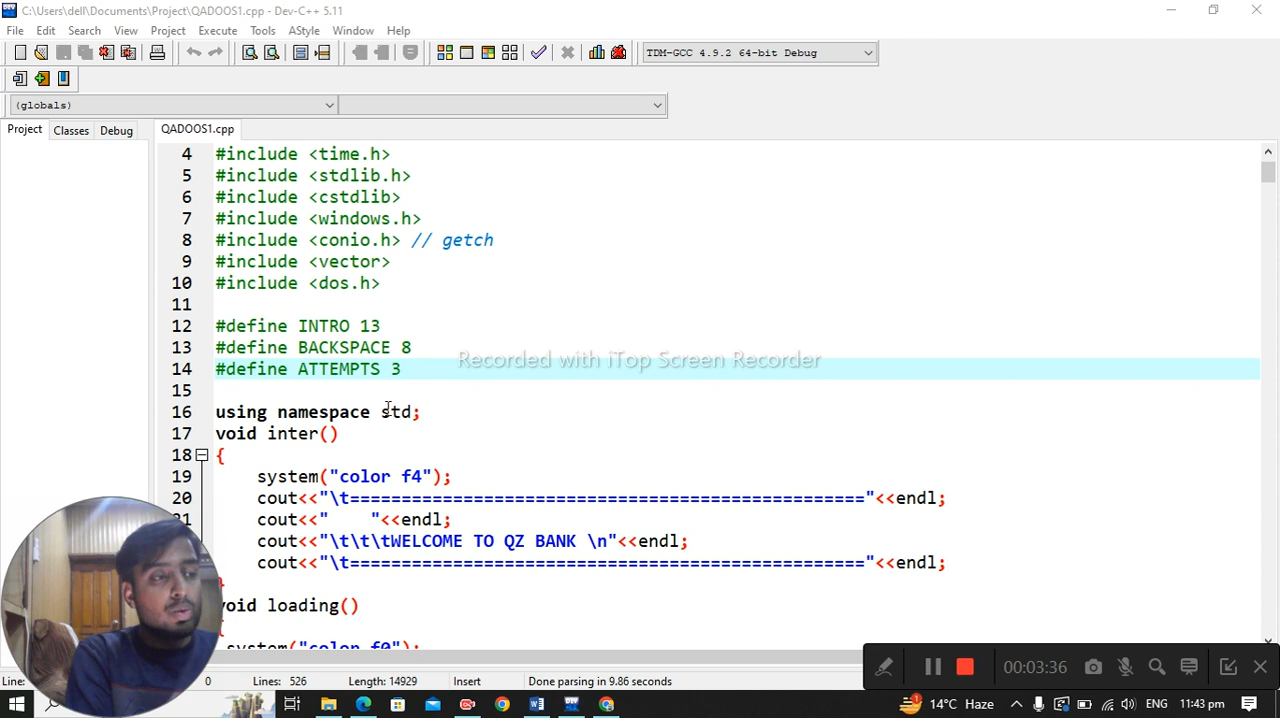 C:\Users\dell\Documents\Project\QADOOS1.cpp - Dev-C++ 5.11
File Edit Search View Project Execute Tools AStyle Window Help
TDM-GCC 4.9.2 64-bit Debug
(globals)
Project Classes Debug QADOOS1.cpp
4 #include <time.h>
5 #include <stdlib.h>
6 #include <cstdlib>
7 #include <windows.h>
8 #include <conio.h> // getch
9 #include <vector>
10 #include <dos.h>
11
12 #define INTRO 13
13 #define BACKSPACE 8
14 #define ATTEMPTS 3
Recorded with iTop Screen Recorder
15
16 using namespace std;
17 void inter()
18 {
19 system("color f4");
20 cout<<"\t=================================================="<<endl;
21 cout<<"    "<<endl;
cout<<"\t\t\tWELCOME TO QZ BANK \n"<<endl;
cout<<"\t=================================================="<<endl;
}
void loading()
{
system("color f0");
00:03:36
Line: 0 Lines: 526 Length: 14929 Insert Done parsing in 9.86 seconds
14°C Haze ENG 11:43 pm